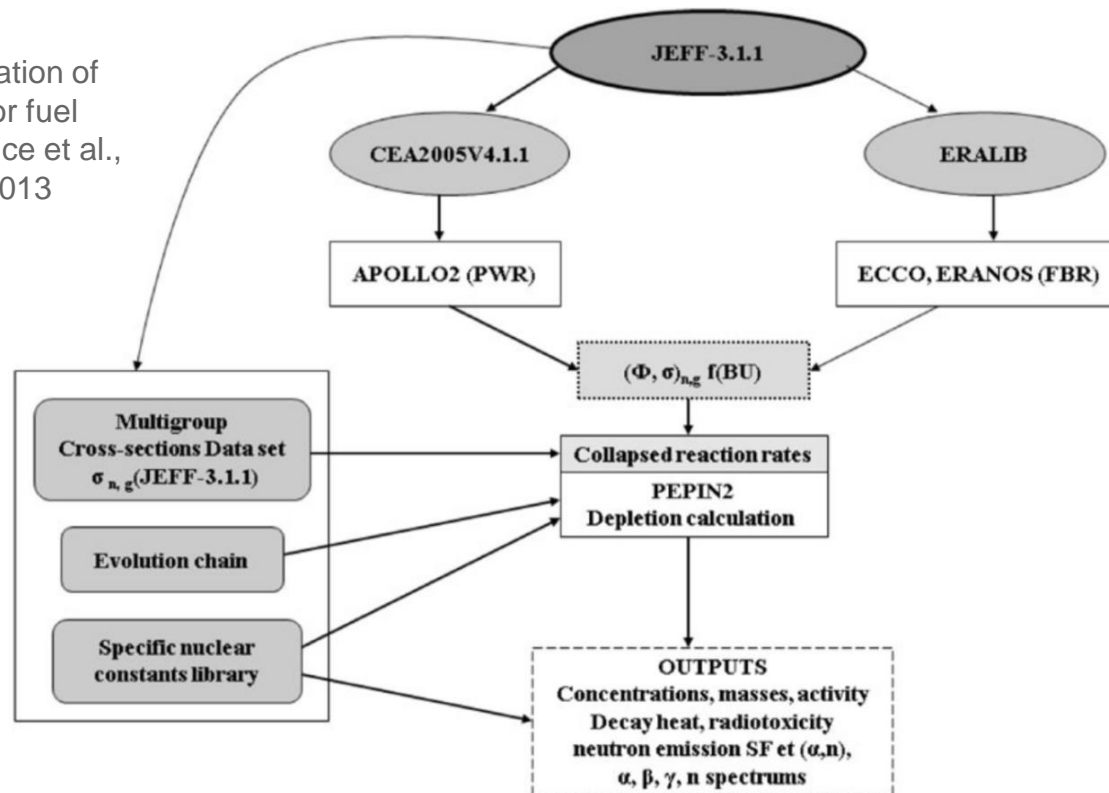 ation of
or fuel
ce et al.,
013
JEFF-3.1.1
CEA2005V4.1.1
ERALIB
APOLLO2 (PWR)
ECCO, ERANOS (FBR)
(Φ, σ)n,g f(BU)
Multigroup
Cross-sections Data set
σ n, g(JEFF-3.1.1)
Evolution chain
Specific nuclear
constants library
Collapsed reaction rates
PEPIN2
Depletion calculation
OUTPUTS
Concentrations, masses, activity
Decay heat, radiotoxicity
neutron emission SF et (α,n),
α, β, γ, n spectrums